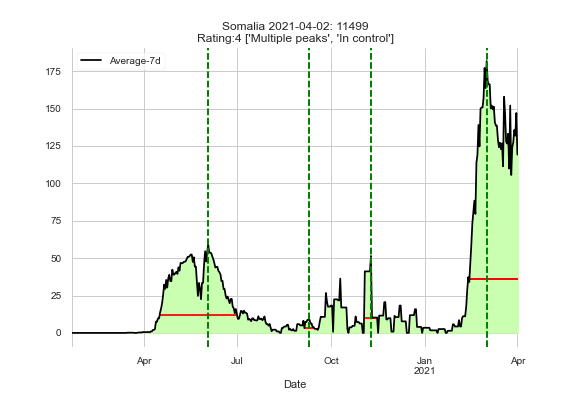 Somalia 2021-04-02: 11499
Rating:4 ['Multiple peaks', 'In control']
Average-7d
175
150
125
100
75
50
25
0
Apr Jul Oct Jan Apr
2021
Date